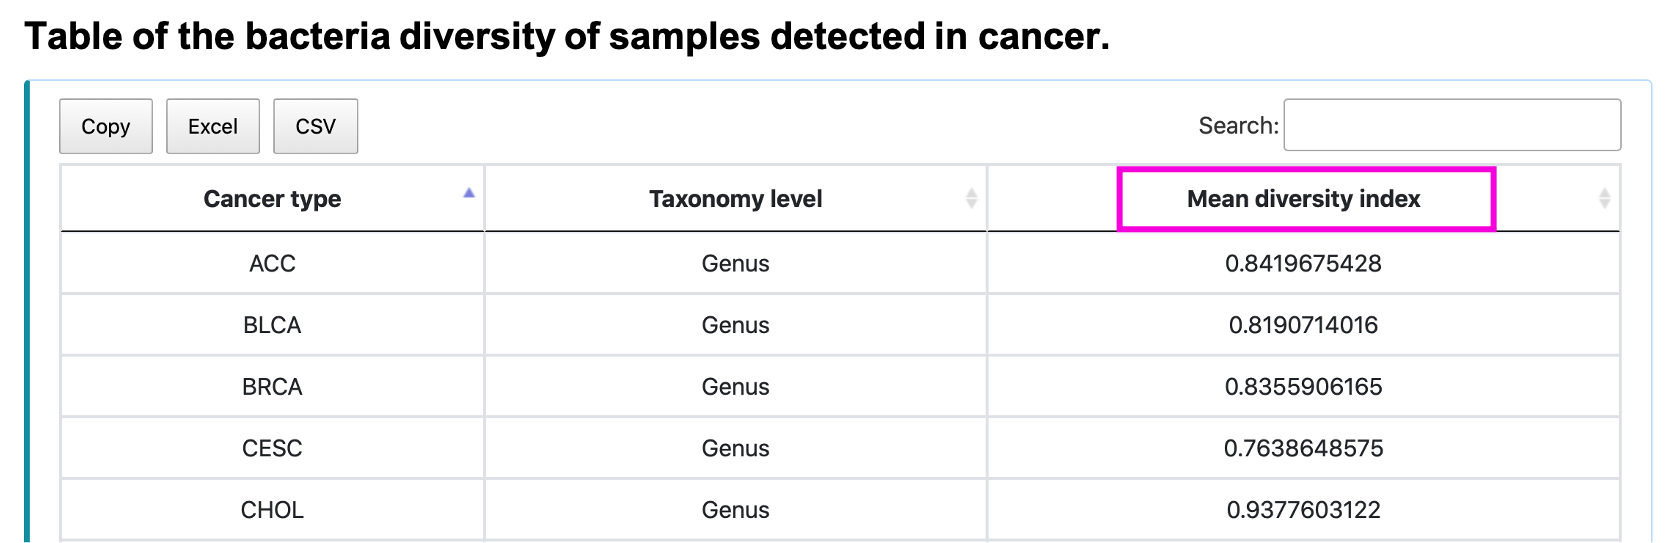 Table of the bacteria diversity of samples detected in cancer.
Copy Excel CSV Search:
Cancer type Taxonomy level Mean diversity index
ACC Genus 0.8419675428
BLCA Genus 0.8190714016
BRCA Genus 0.8355906165
CESC Genus 0.7638648575
CHOL Genus 0.9377603122